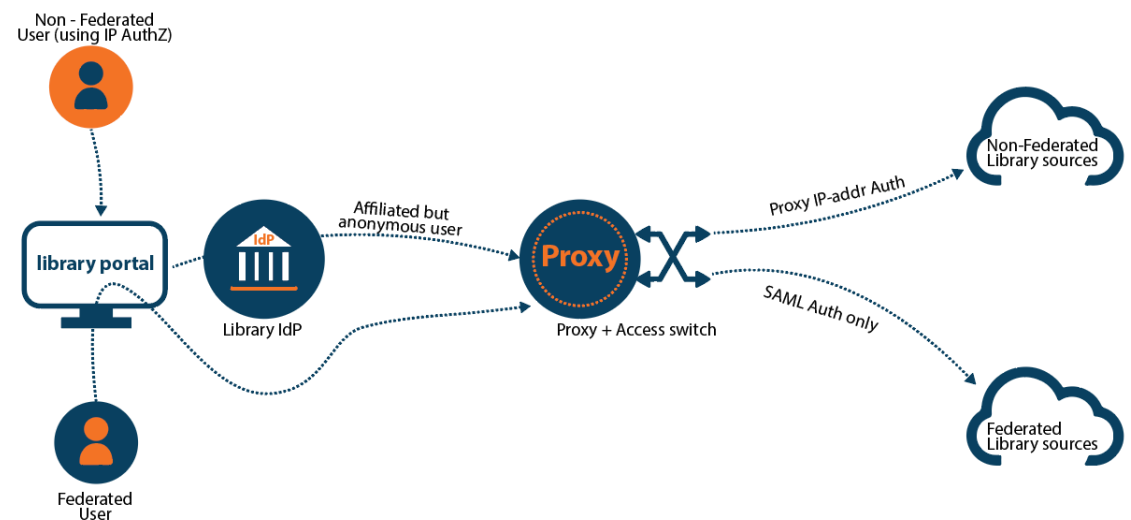 Non - Federated
User (using IP AuthZ)
library portal
IdP
Library IdP
Affiliated but
anonymous user
Proxy
Proxy + Access switch
Proxy IP-addr Auth
SAML Auth only
Non-Federated
Library sources
Federated
Library sources
Federated
User